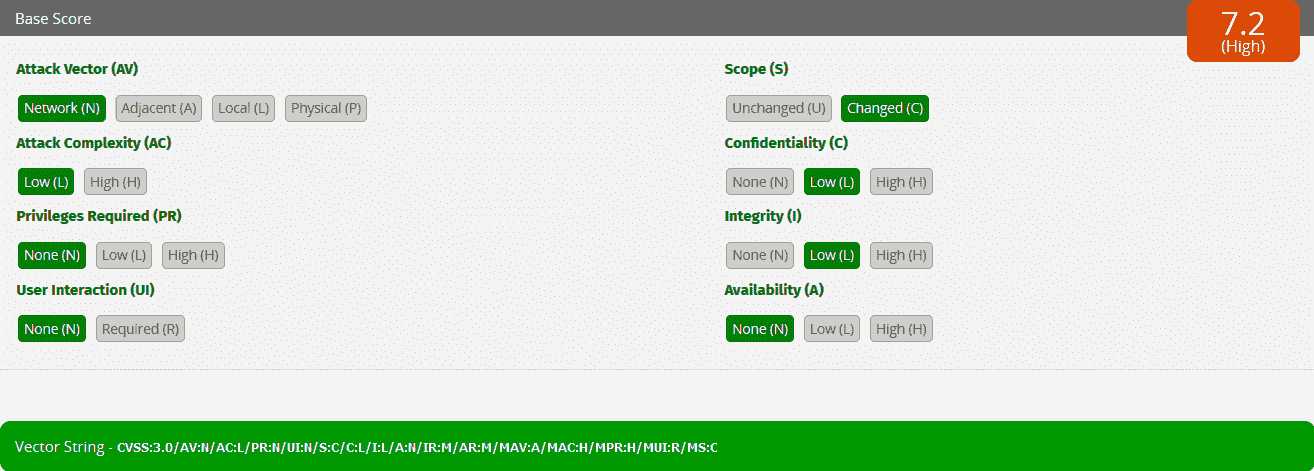 Base Score
7.2
(High)
Attack Vector (AV)
Network (N) Adjacent (A) Local (L) Physical (P)
Attack Complexity (AC)
Low (L) High (H)
Privileges Required (PR)
None (N) Low (L) High (H)
User Interaction (UI)
None (N) Required (R)
Scope (S)
Unchanged (U) Changed (C)
Confidentiality (C)
None (N) Low (L) High (H)
Integrity (I)
None (N) Low (L) High (H)
Availability (A)
None (N) Low (L) High (H)
Vector String - CVSS:3.0/AV:N/AC:L/PR:N/UI:N/S:C/C:L/I:L/A:N/IR:M/AR:M/MAV:A/MAC:H/MPR:H/MUI:R/MS:C